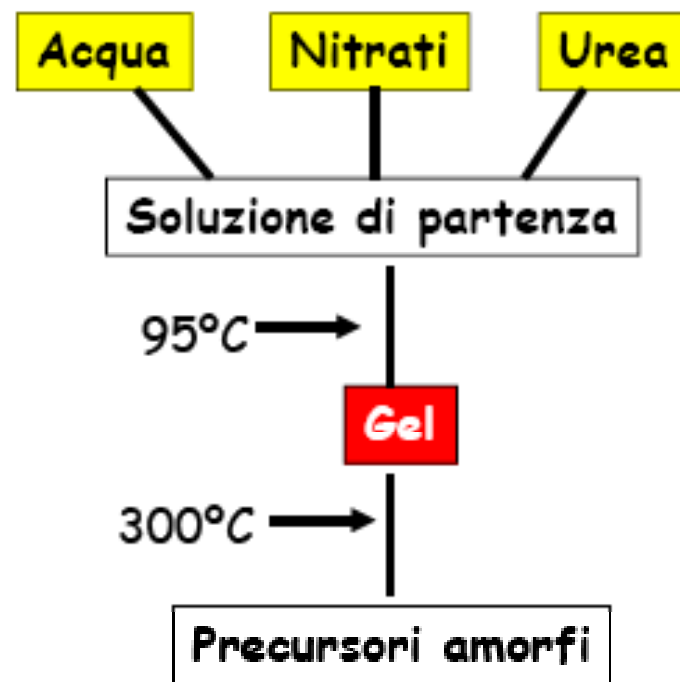 Acqua
Nitrati
Urea
Soluzione di partenza
95°C
Gel
300°C
Precursori amorfi